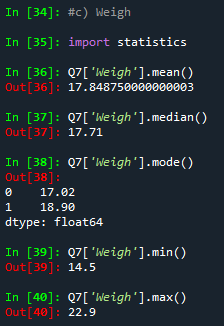 In [34]: #c) Weigh
In [35]: import statistics
In [36]: Q7['Weigh'].mean()
Out[36]: 17.848750000000003
In [37]: Q7['Weigh'].median()
Out[37]: 17.71
In [38]: Q7['Weigh'].mode()
Out[38]:
0    17.02
1    18.90
dtype: float64
In [39]: Q7['Weigh'].min()
Out[39]: 14.5
In [40]: Q7['Weigh'].max()
Out[40]: 22.9